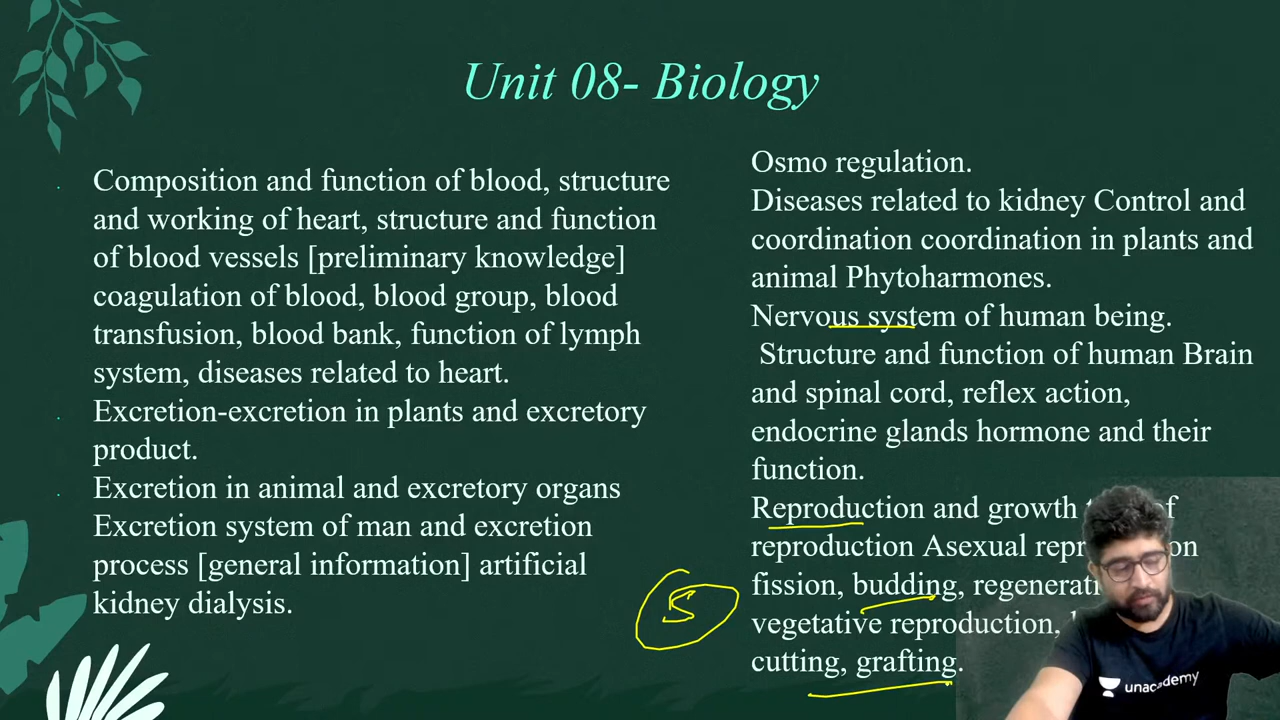 Unit 08- Biology
Composition and function of blood, structure
and working of heart, structure and function
of blood vessels [preliminary knowledge]
coagulation of blood, blood group, blood
transfusion, blood bank, function of lymph
system, diseases related to heart.
Excretion-excretion in plants and excretory
product.
Excretion in animal and excretory organs
Excretion system of man and excretion
process [general information] artificial
kidney dialysis.
5
Osmo regulation.
Diseases related to kidney Control and
coordination coordination in plants and
animal Phytoharmones.
Nervous system of human being.
Structure and function of human Brain
and spinal cord, reflex action,
endocrine glands hormone and their
function.
Reproduction and growth of
reproduction Asexual
fission, budding,
vegetative reproduction,
cutting, grafting.
unacademy